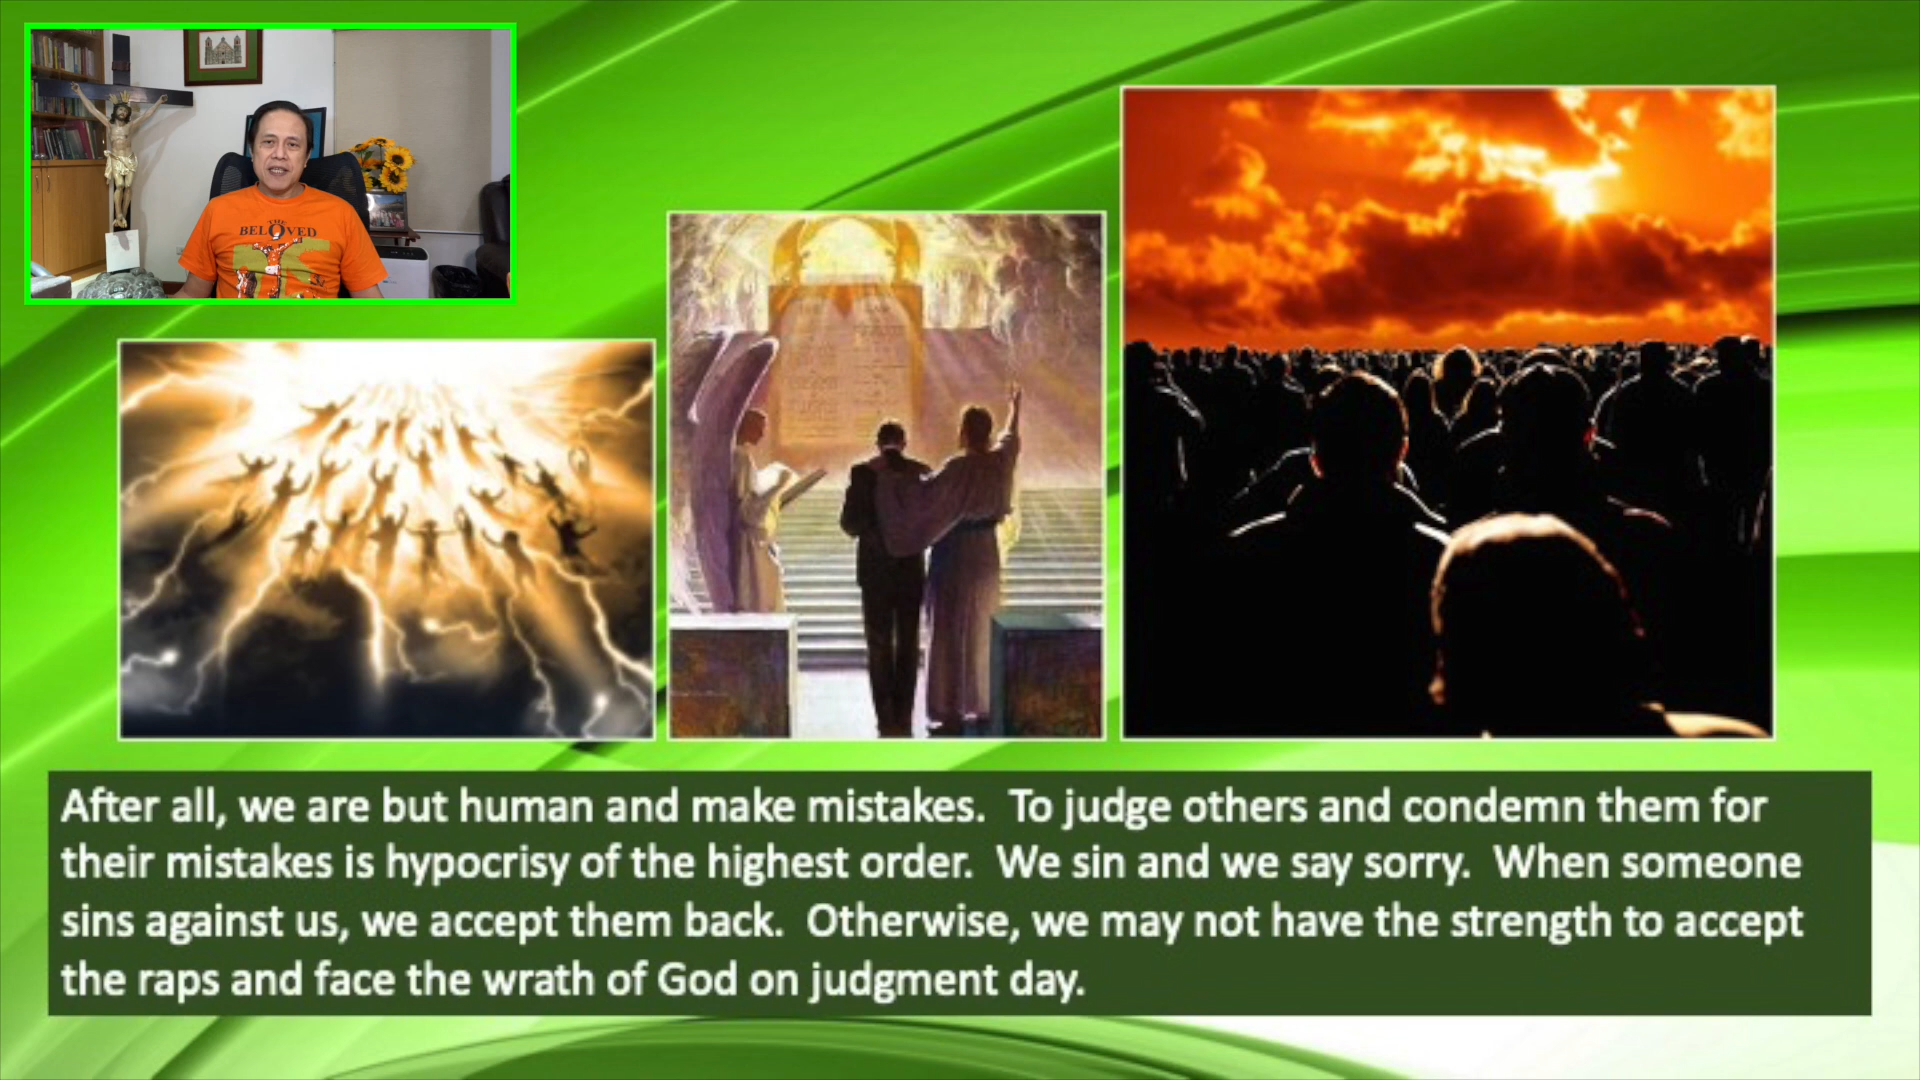 THE
BELOVED
After all, we are but human and make mistakes.  To judge others and condemn them for
their mistakes is hypocrisy of the highest order.  We sin and we say sorry.  When someone
sins against us, we accept them back.  Otherwise, we may not have the strength to accept
the raps and face the wrath of God on judgment day.